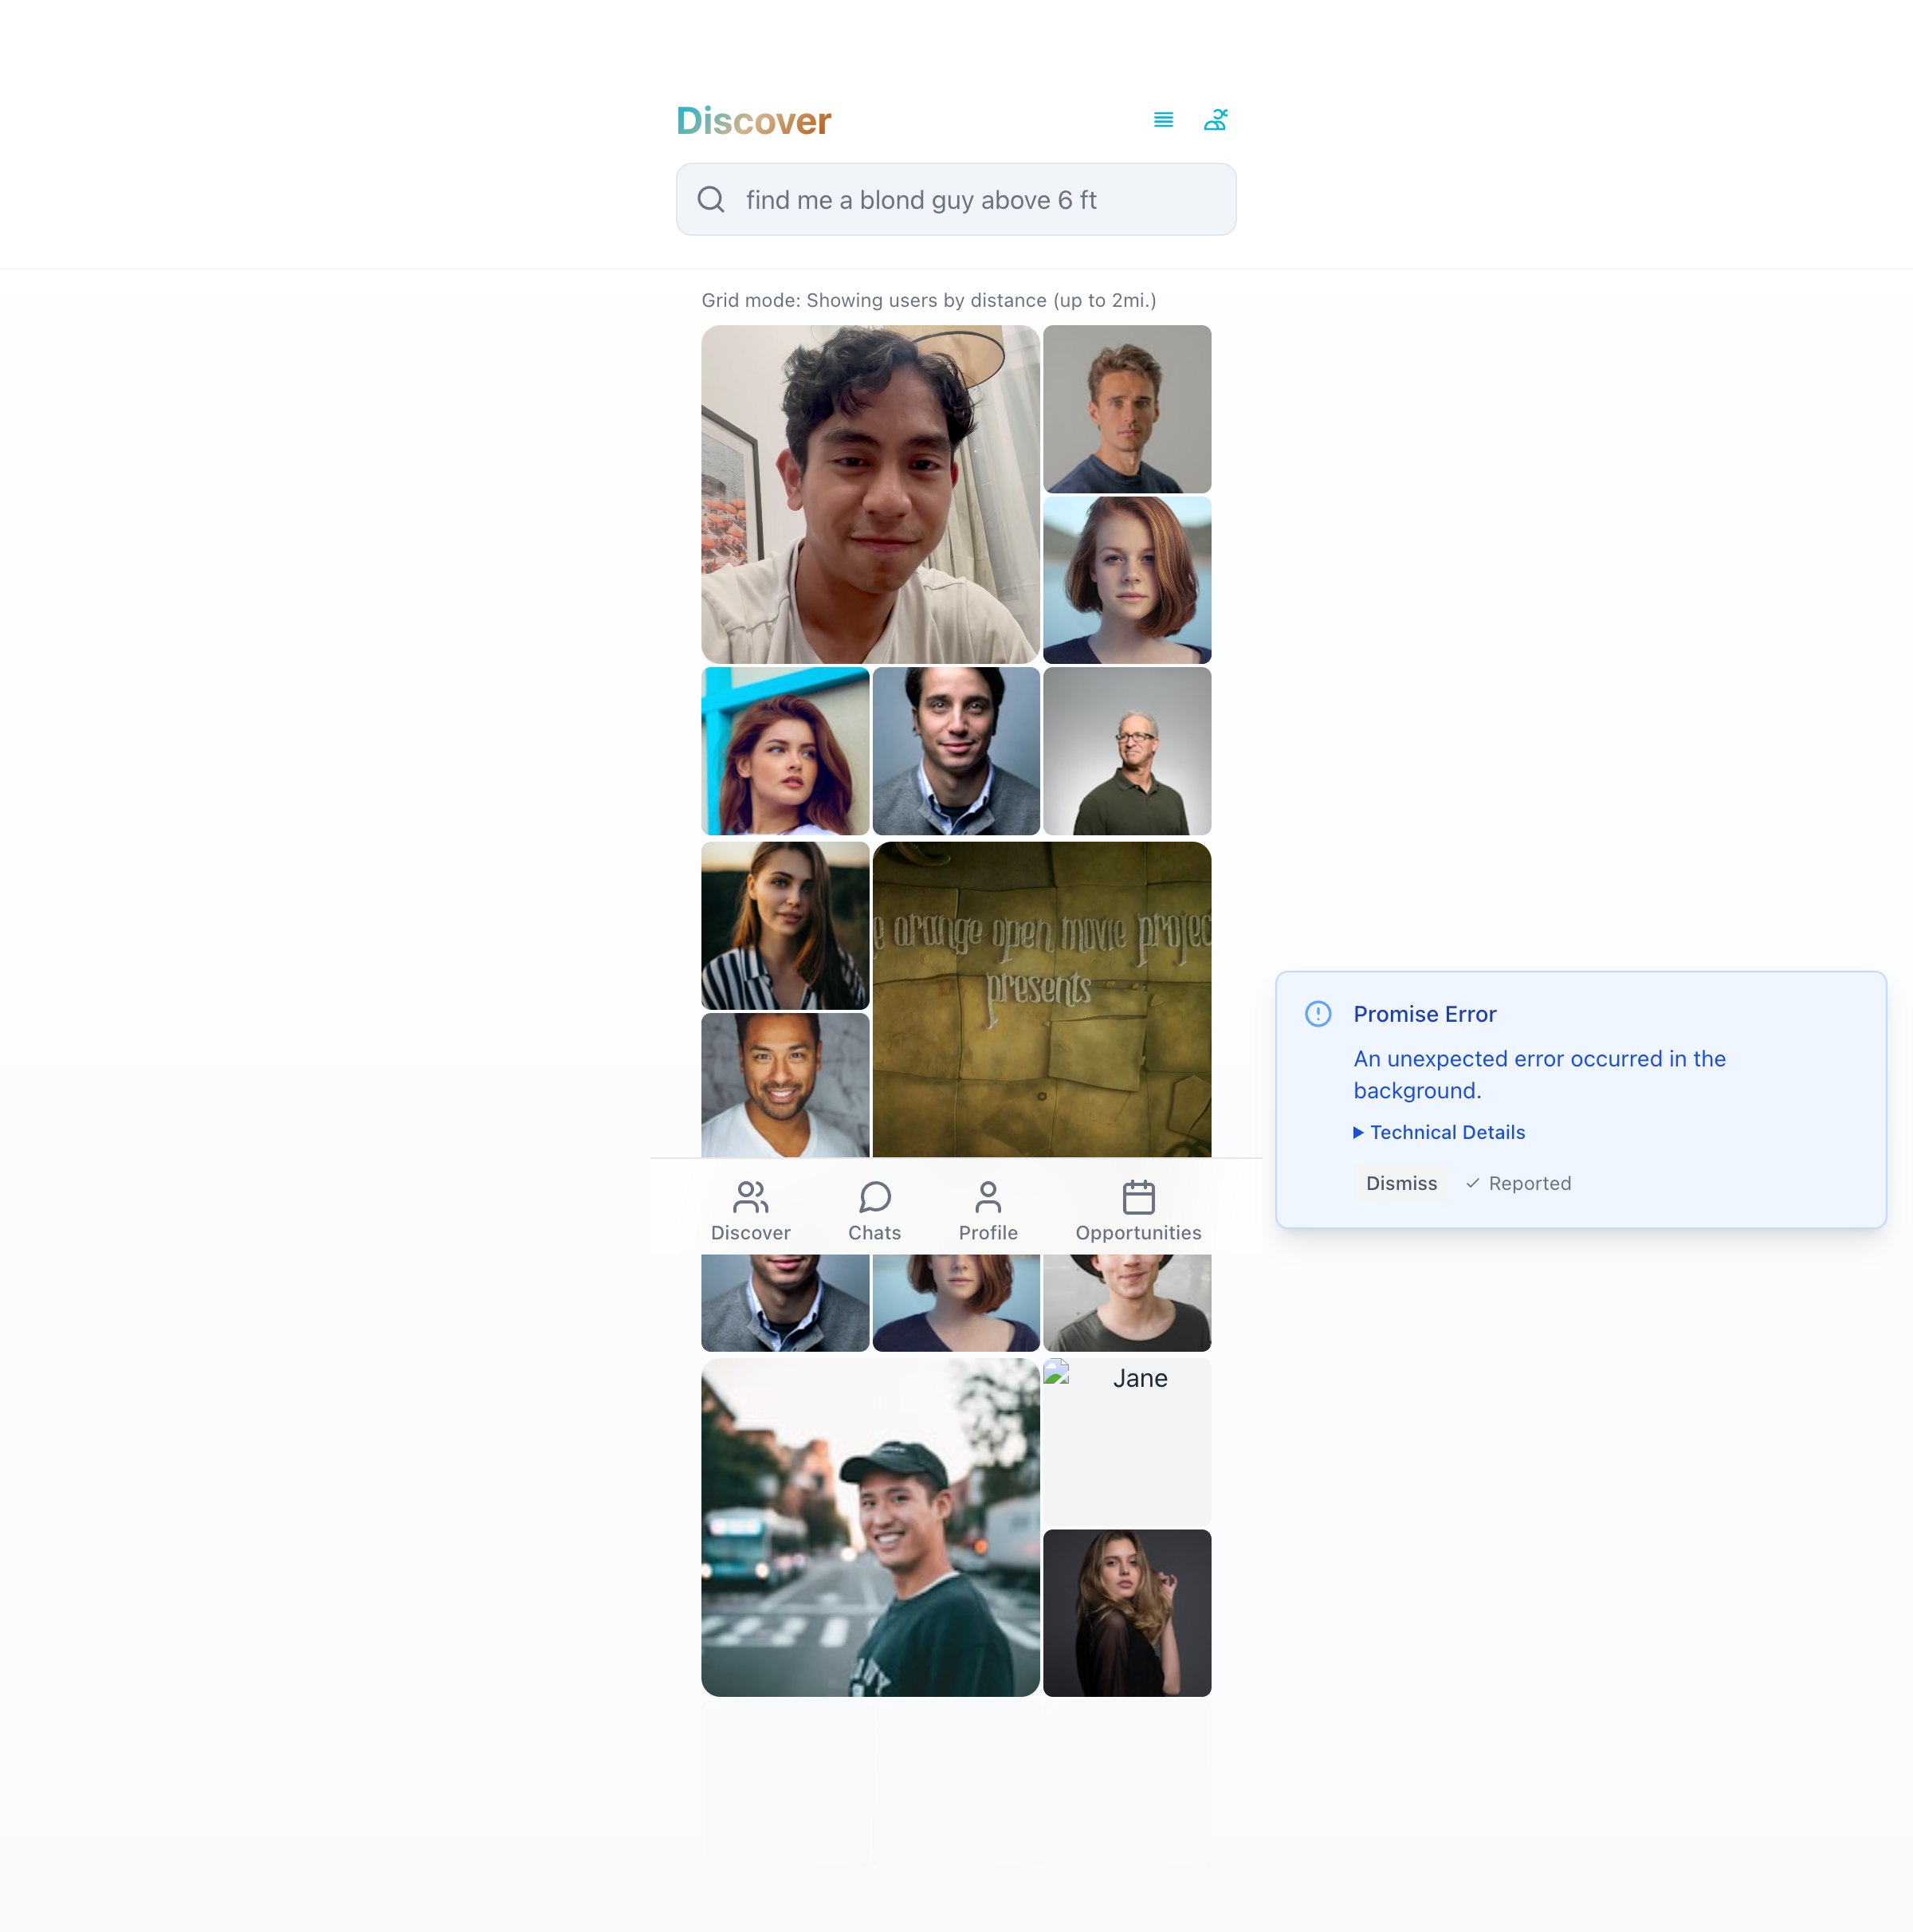 Discover
find me a blond guy above 6 ft
Grid mode: Showing users by distance (up to 2mi.)
e orange open movie projec
presents
Promise Error
An unexpected error occurred in the
background.
Technical Details
Dismiss
Reported
Discover
Chats
Profile
Opportunities
Jane